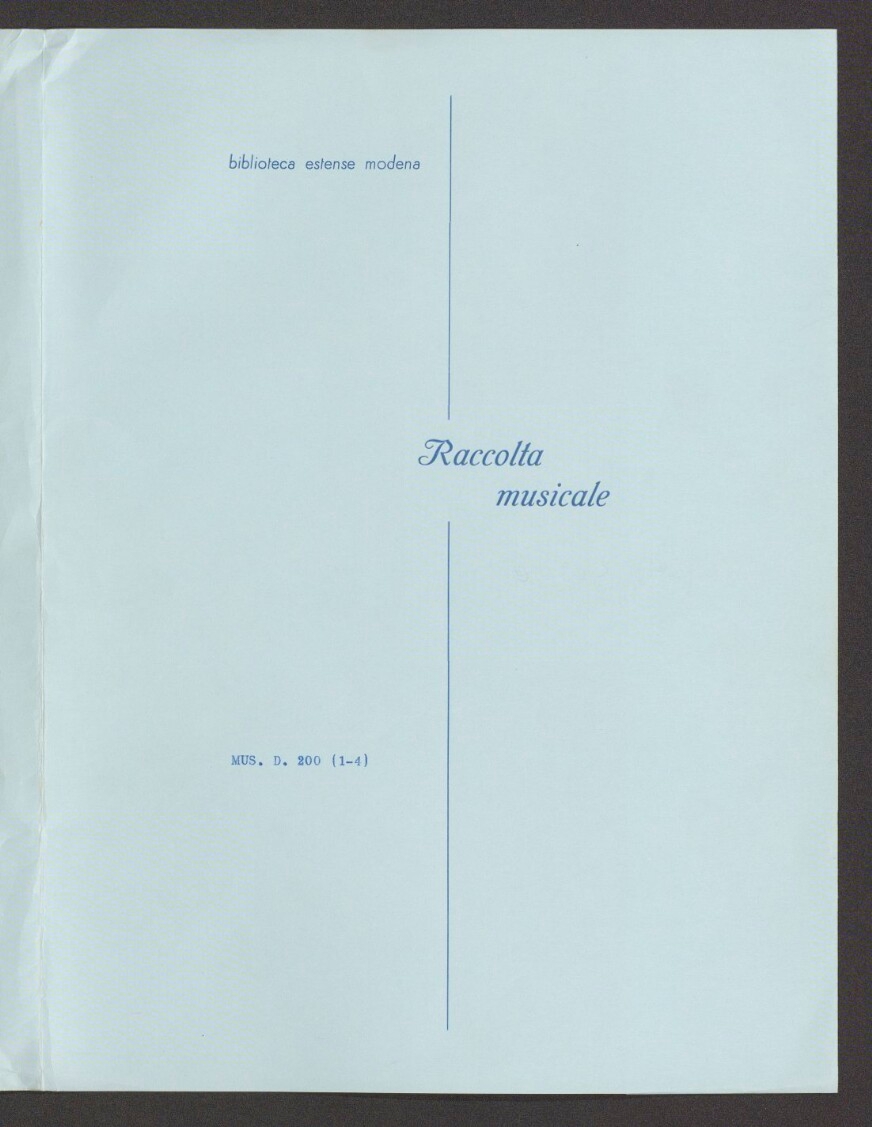 biblioteca estense modena
Raccolta
musicale
MUS. D. 200 (1-4)